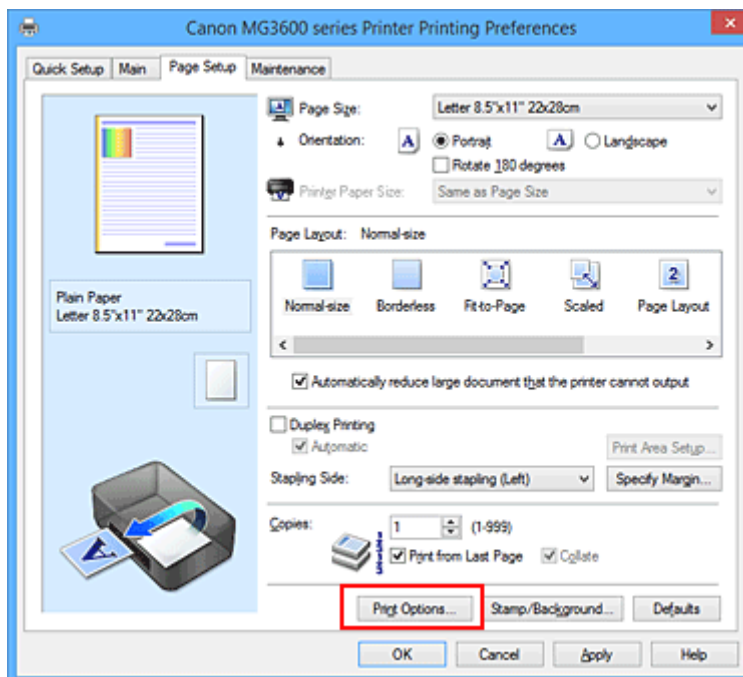 Canon MG3600 series Printer Printing Preferences
Quick Setup Main Page Setup Maintenance
Page Size: Letter 8.5"x11" 22x28cm
Orientation: A Portrait A Landscape
Rotate 180 degrees
Printer Paper Size: Same as Page Size
Page Layout: Normal-size
2
Normal-size Borderless Fit-to-Page Scaled Page Layout
Plain Paper
Letter 8.5"x11" 22x28cm
Automatically reduce large document that the printer cannot output
Duplex Printing
Automatic Print Area Setup...
Stapling Side: Long-side stapling (Left) Specify Margin...
Copies: 1 (1-999)
Print from Last Page Collate
A
Print Options... Stamp/Background... Defaults
OK Cancel Apply Help